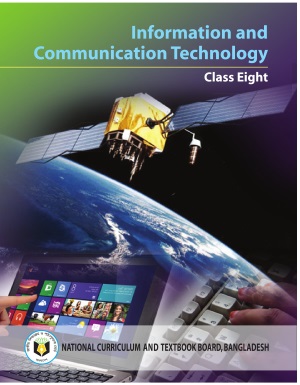 Information and
Communication Technology
Class Eight
NATIONAL CURRICULUM AND TEXTBOOK BOARD, BANGLADESH